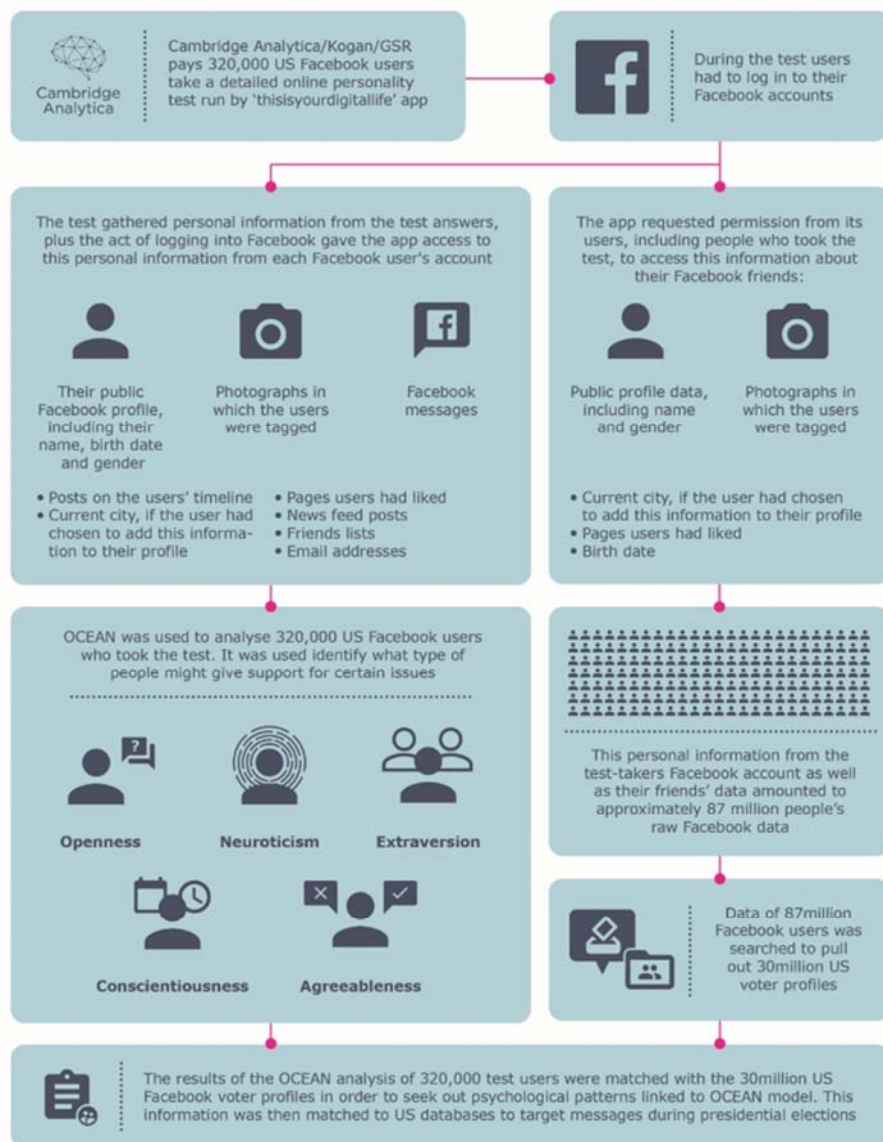 Cambridge
Analytica
Cambridge Analytica/Kogan/GSR
pays 320,000 US Facebook users
take a detailed online personality
test run by ‘thisisyourdigitallife’ app
During the test users
had to log in to their
Facebook accounts
The test gathered personal information from the test answers,
plus the act of logging into Facebook gave the app access to
this personal information from each Facebook user's account
Their public
Facebook profile,
including their
name, birth date
and gender
Photographs in
which the users
were tagged
Facebook
messages
• Posts on the users’ timeline
• Current city, if the user had
chosen to add this informa-
tion to their profile
• Pages users had liked
• News feed posts
• Friends lists
• Email addresses
The app requested permission from its
users, including people who took the
test, to access this information about
their Facebook friends:
Public profile data,
including name
and gender
Photographs in
which the users
were tagged
• Current city, if the user had chosen
to add this information to their profile
• Pages users had liked
• Birth date
OCEAN was used to analyse 320,000 US Facebook users
who took the test. It was used identify what type of
people might give support for certain issues
Openness
Neuroticism
Extraversion
Conscientiousness
Agreeableness
This personal information from the
test-takers Facebook account as well
as their friends’ data amounted to
approximately 87 million people’s
raw Facebook data
Data of 87million
Facebook users was
searched to pull
out 30million US
voter profiles
The results of the OCEAN analysis of 320,000 test users were matched with the 30million US
Facebook voter profiles in order to seek out psychological patterns linked to OCEAN model. This
information was then matched to US databases to target messages during presidential elections